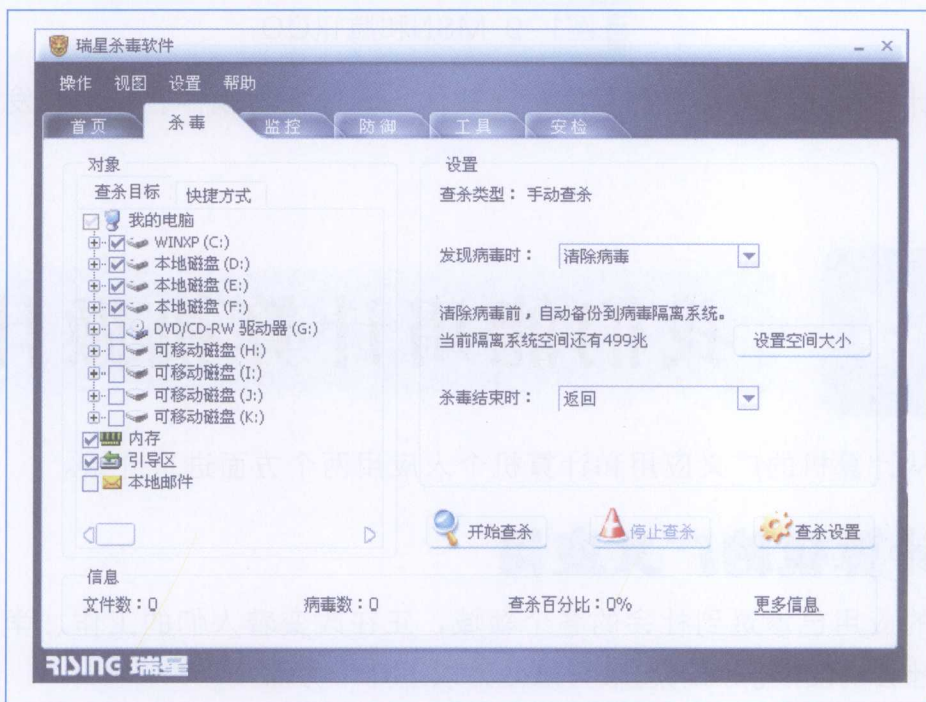 瑞星杀毒软件
操作 视图 设置 帮助
首页 杀毒 监控 防御 工具 安检
对象
查杀目标 快捷方式
我的电脑
WINXP (C:)
本地磁盘 (D:)
本地磁盘 (E:)
本地磁盘 (F:)
DVD/CD-RW 驱动器 (G:)
可移动磁盘 (H:)
可移动磁盘 (I:)
可移动磁盘 (J:)
可移动磁盘 (K:)
内存
引导区
本地邮件
设置
查杀类型：手动查杀
发现病毒时： 清除病毒
清除病毒前，自动备份到病毒隔离系统。
当前隔离系统空间还有499兆 设置空间大小
杀毒结束时： 返回
开始查杀 停止查杀 查杀设置
信息
文件数：0 病毒数：0 查杀百分比：0% 更多信息
RISING 瑞星